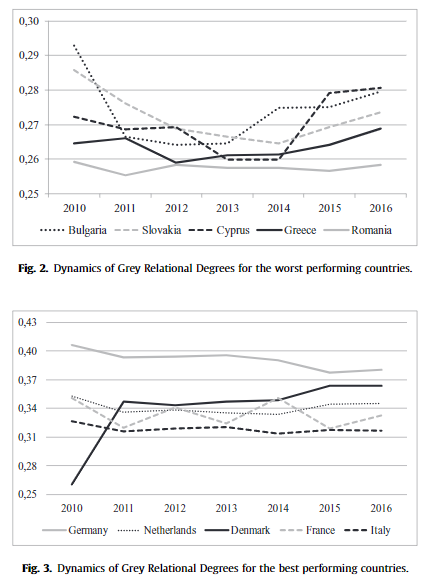 0,30
0,29
0,28
0,27
0,26
0,25
2010 2011 2012 2013 2014 2015 2016
Bulgaria Slovakia Cyprus Greece Romania
Fig. 2. Dynamics of Grey Relational Degrees for the worst performing countries.
0,43
0,40
0,37
0,34
0,31
0,28
0,25
2010 2011 2012 2013 2014 2015 2016
Germany Netherlands Denmark France Italy
Fig. 3. Dynamics of Grey Relational Degrees for the best performing countries.